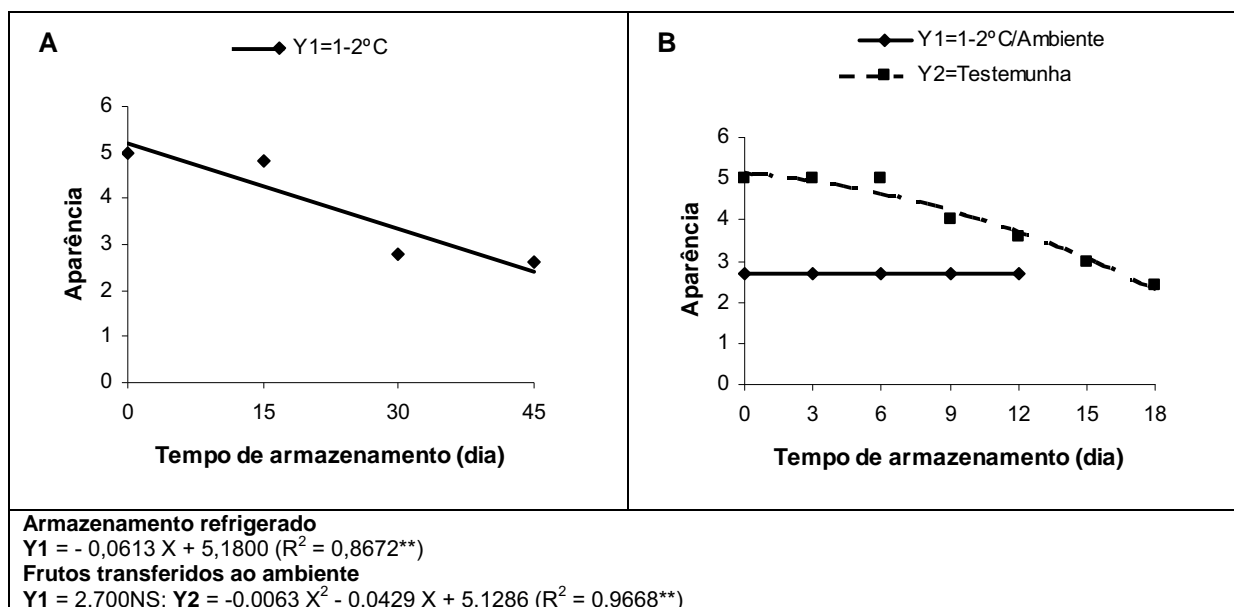 A
Y1=1-2ºC
Aparência
6
5
4
3
2
1
0
0 15 30 45
Tempo de armazenamento (dia)
B
Y1=1-2ºC/Ambiente
Y2=Testemunha
Aparência
6
5
4
3
2
1
0
0 3 6 9 12 15 18
Tempo de armazenamento (dia)
Armazenamento refrigerado
Y1 = - 0,0613 X + 5,1800 (R² = 0,8672**)
Frutos transferidos ao ambiente
Y1 = 2,700NS; Y2 = -0,0063 X² - 0,0429 X + 5,1286 (R² = 0,9668**)